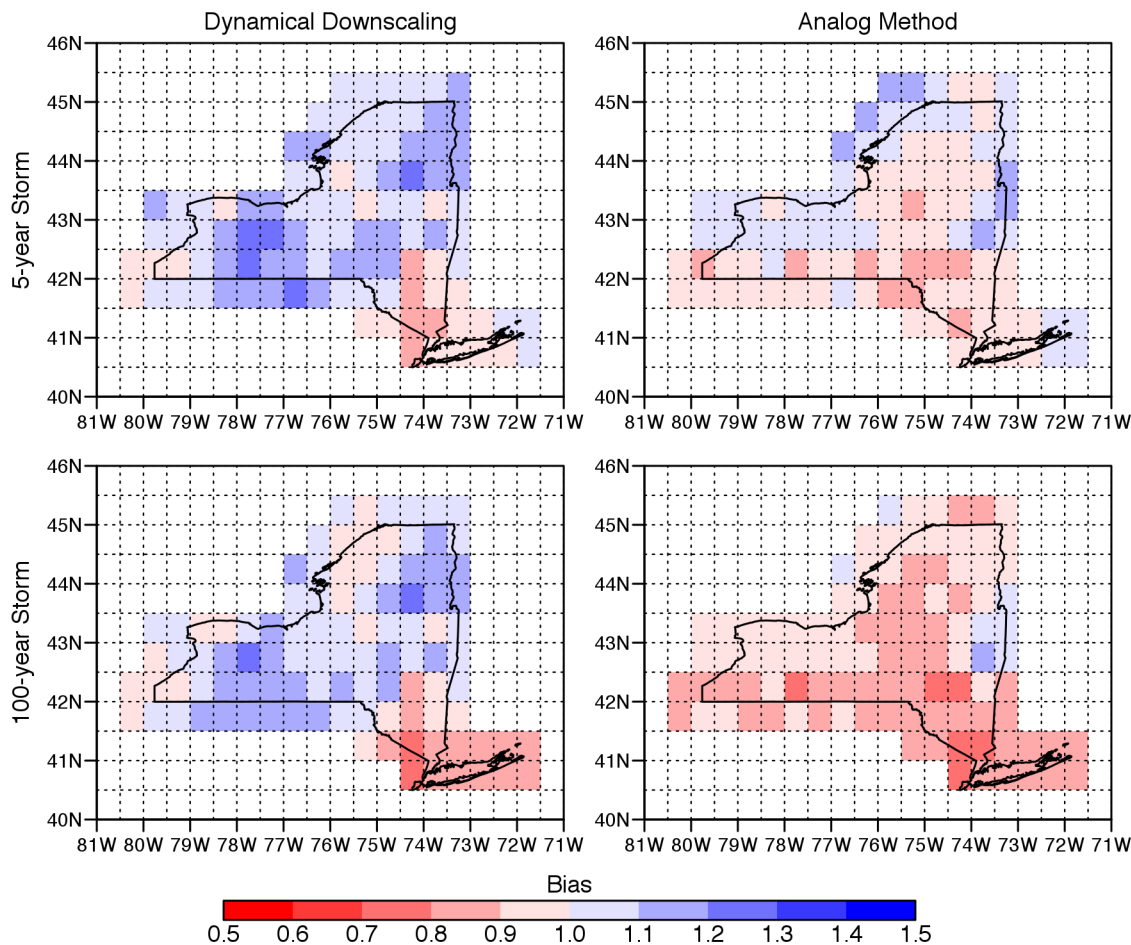 Dynamical Downscaling
Analog Method
5-year Storm
46N
45N
44N
43N
42N
41N
40N
81W 80W 79W 78W 77W 76W 75W 74W 73W 72W 71W
46N
45N
44N
43N
42N
41N
40N
81W 80W 79W 78W 77W 76W 75W 74W 73W 72W 71W
100-year Storm
46N
45N
44N
43N
42N
41N
40N
81W 80W 79W 78W 77W 76W 75W 74W 73W 72W 71W
46N
45N
44N
43N
42N
41N
40N
81W 80W 79W 78W 77W 76W 75W 74W 73W 72W 71W
Bias
0.5 0.6 0.7 0.8 0.9 1.0 1.1 1.2 1.3 1.4 1.5